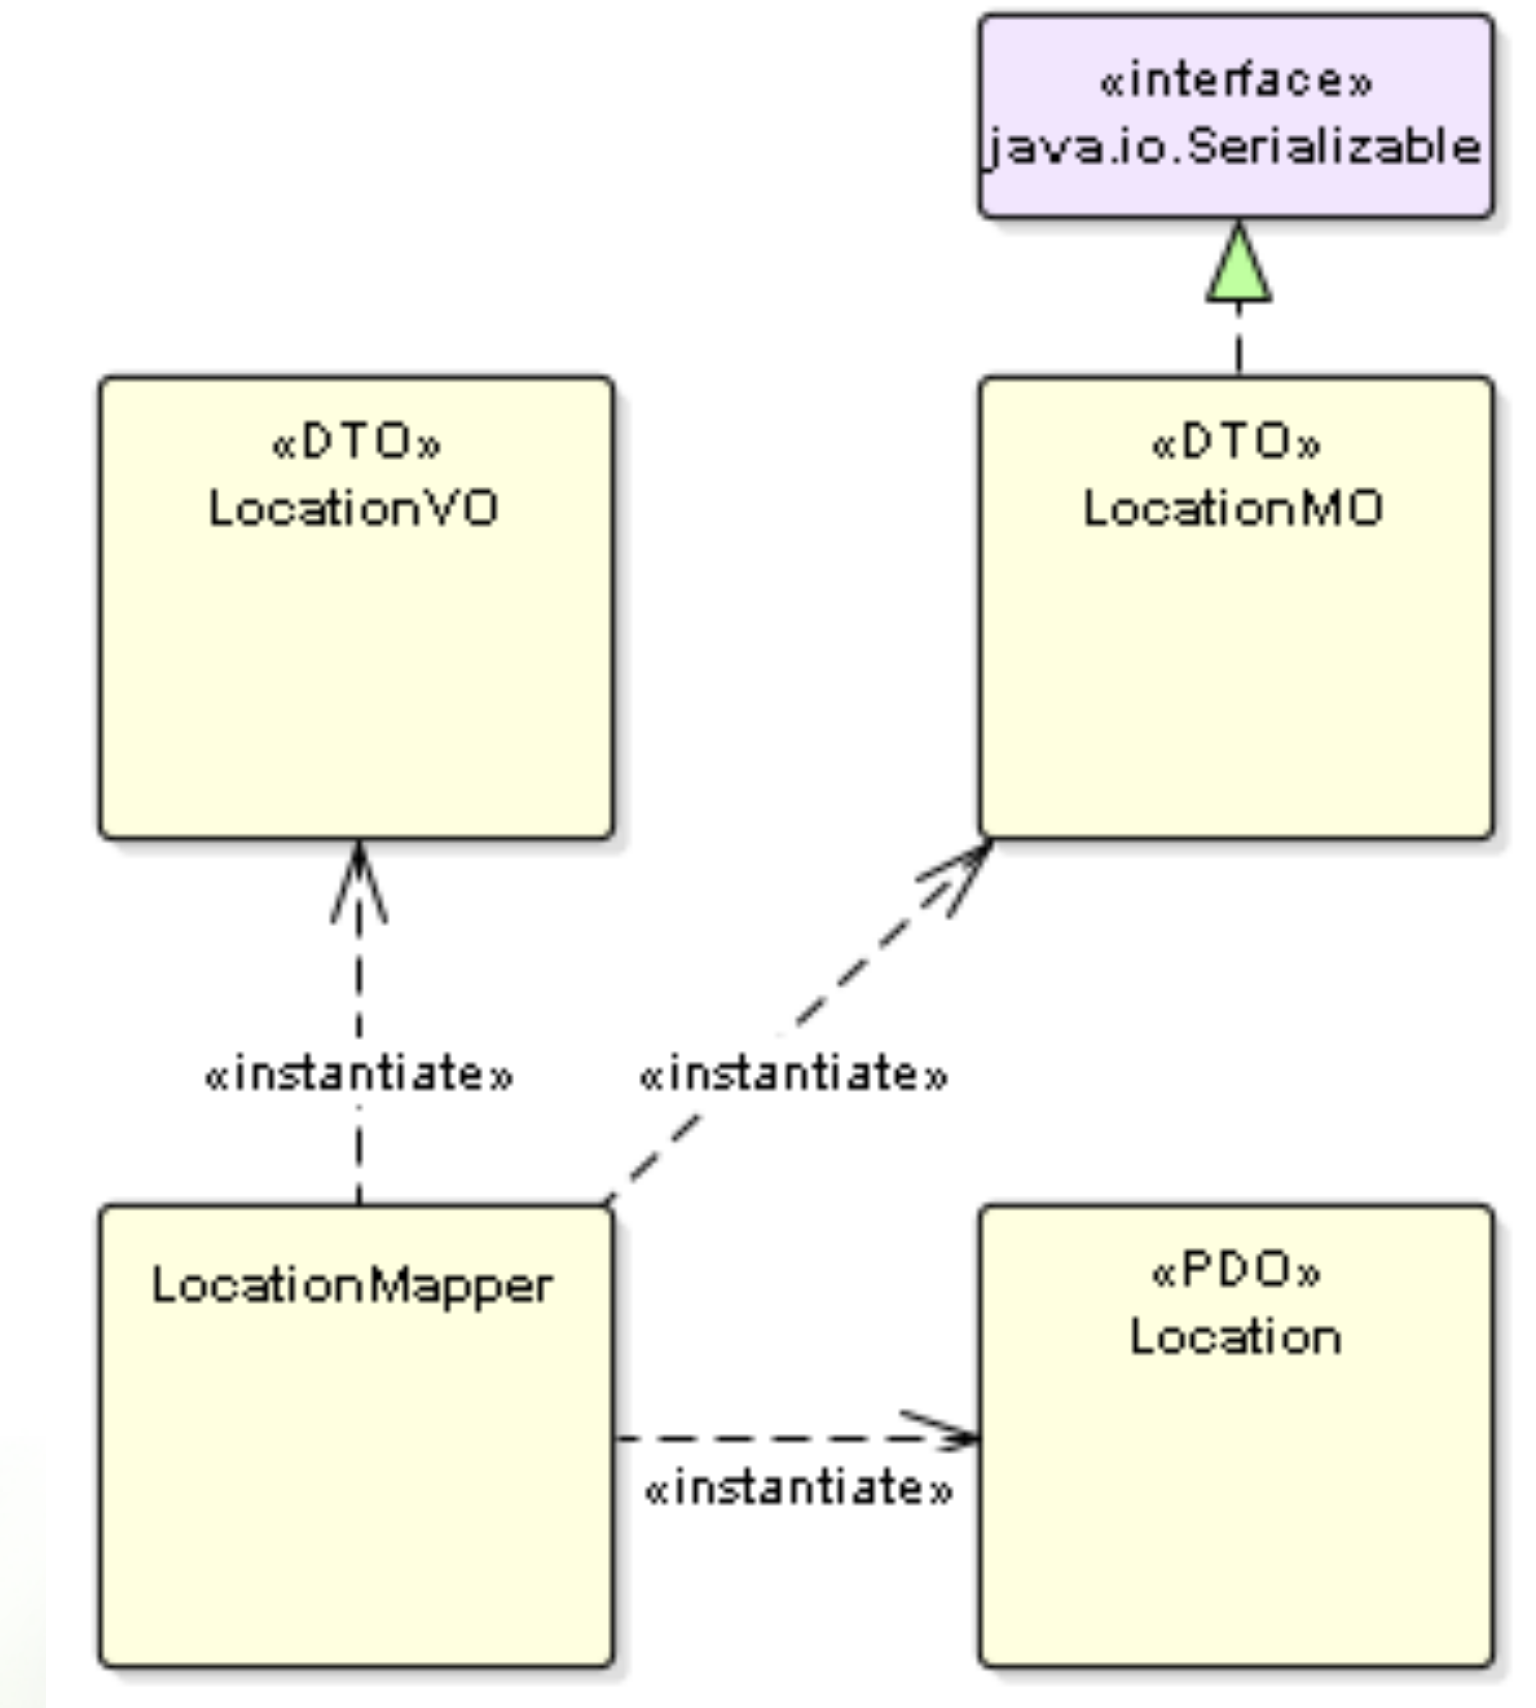 «interface»
java.io.Serializable
«DTO»
LocationVO
«DTO»
LocationMO
«instantiate»
«instantiate»
LocationMapper
«PDO»
Location
«instantiate»